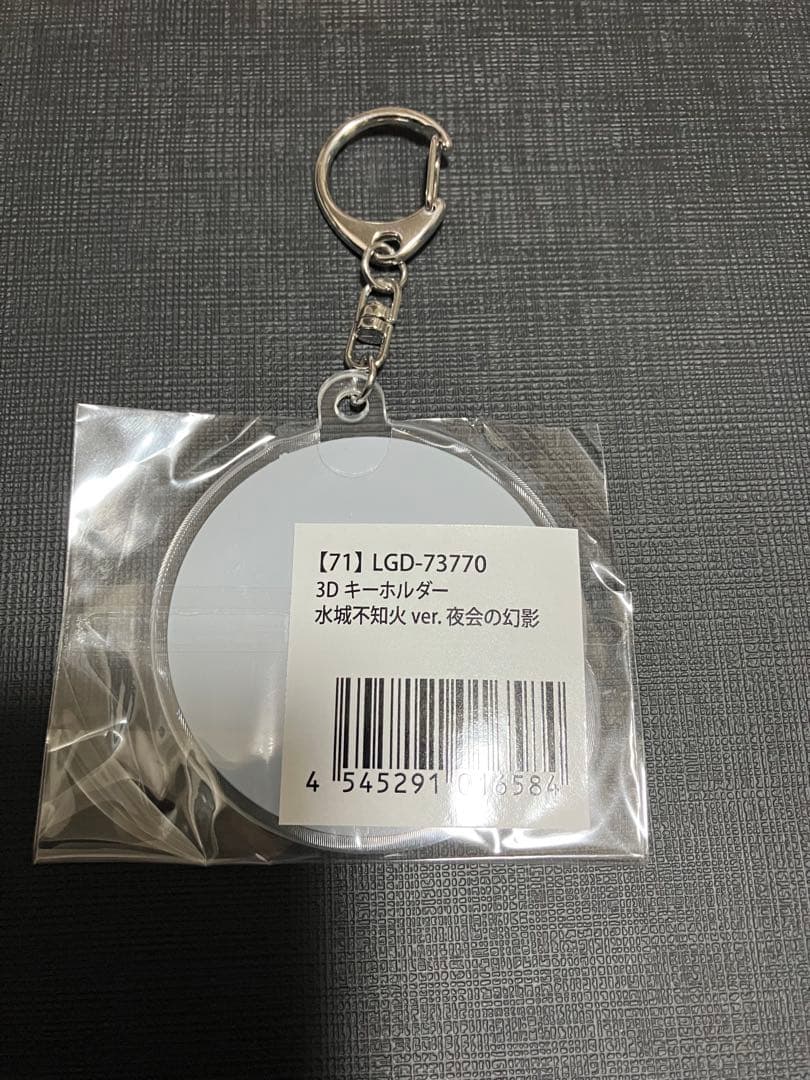 【71】LGD-73770
3D キーホルダー
水城不知火 ver. 夜会の幻影
4 545291 016584